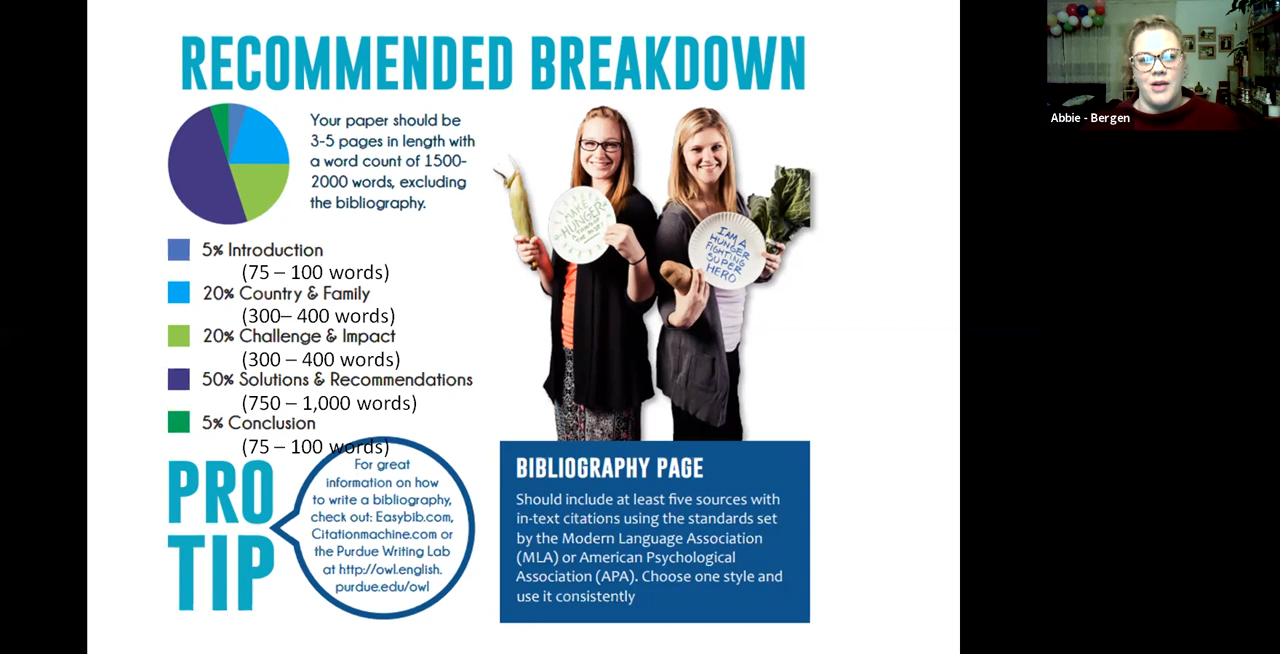 RECOMMENDED BREAKDOWN
Your paper should be
3-5 pages in length with
a word count of 1500-
2000 words, excluding
the bibliography.
5% Introduction
(75 – 100 words)
20% Country & Family
(300– 400 words)
20% Challenge & Impact
(300 – 400 words)
50% Solutions & Recommendations
(750 – 1,000 words)
5% Conclusion
(75 – 100 words)
PRO
TIP
For great
information on how
to write a bibliography,
check out: Easybib.com,
Citationmachine.com or
the Purdue Writing Lab
at http://owl.english.
purdue.edu/owl
MAKE
HUNGER
A THING OF
THE PAST!
I AM A
HUNGER
FIGHTING
SUPER
HERO
BIBLIOGRAPHY PAGE
Should include at least five sources with
in-text citations using the standards set
by the Modern Language Association
(MLA) or American Psychological
Association (APA). Choose one style and
use it consistently
Abbie - Bergen